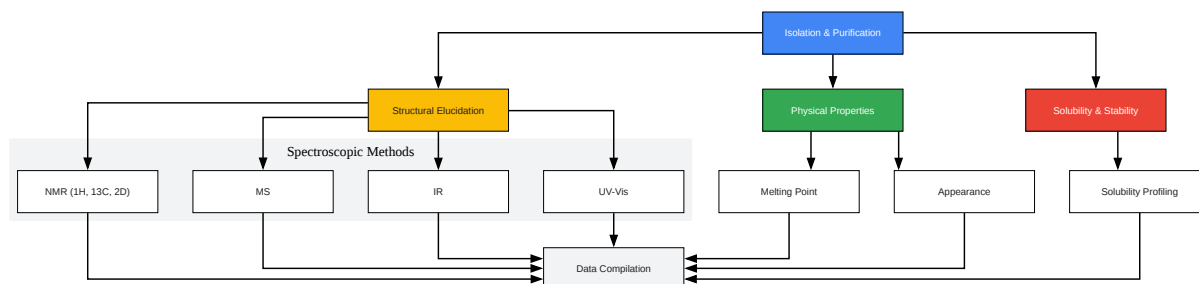 Isolation & Purification
Structural Elucidation
Physical Properties
Solubility & Stability
Spectroscopic Methods
NMR (1H, 13C, 2D)
MS
IR
UV-Vis
Melting Point
Appearance
Solubility Profiling
Data Compilation